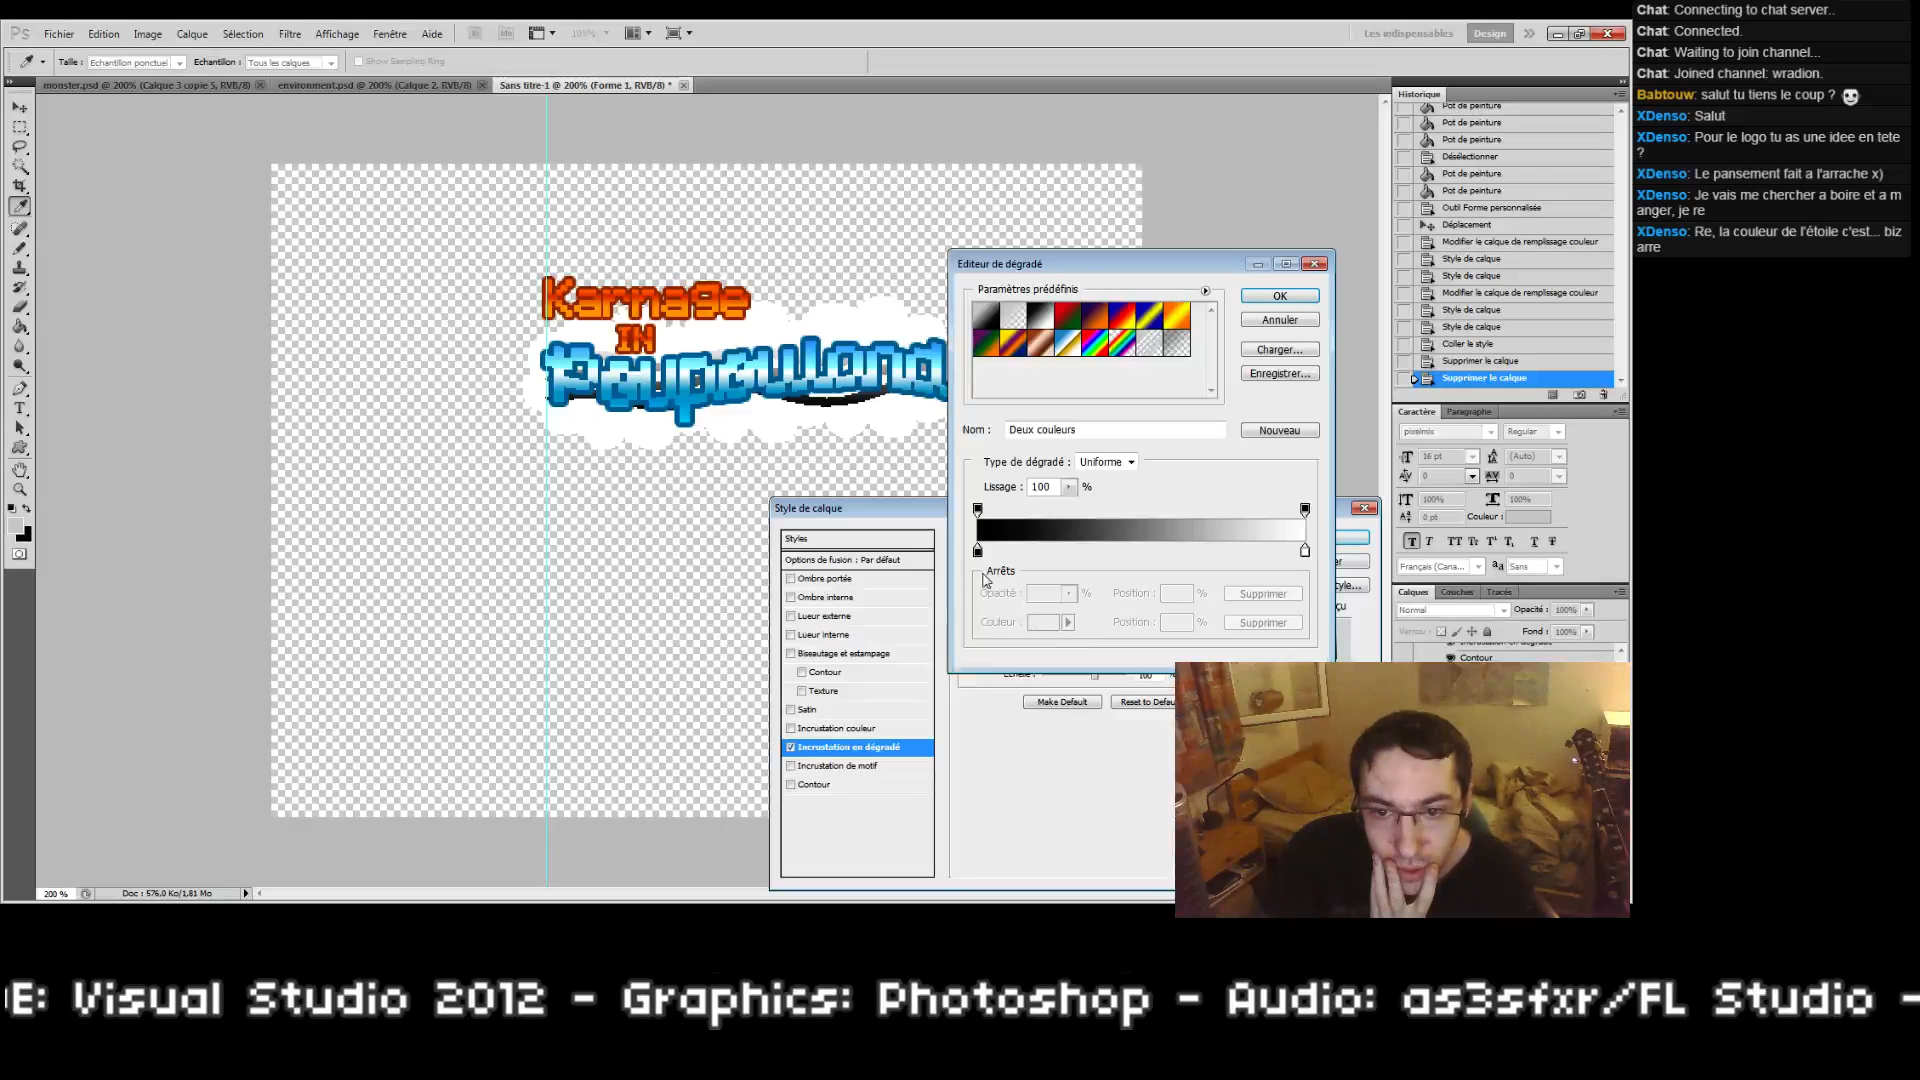 Fichier Edition Image Calque Sélection Filtre Affichage Fenêtre Aide
Les indispensables Design
Taille : Echantillon ponctuel Echantillon : Tous les calques Show Sampling Ring
monster.psd @ 200% (Calque 3 copie 5, RVB/8) environment.psd @ 200% (Calque 2, RVB/8) Sans titre-1 @ 200% (Forme 1, RVB/8) *
Karnage
IN
Editeur de dégradé
Paramètres prédéfinis
OK
Annuler
Charger...
Enregistrer...
Nom : Deux couleurs Nouveau
Type de dégradé : Uniforme
Lissage : 100 %
Arrêts
Opacité : % Position : % Supprimer
Couleur : Position : % Supprimer
Style de calque
Styles
Options de fusion : Par défaut
Ombre portée
Ombre interne
Lueur externe
Lueur interne
Biseautage et estampage
Contour
Texture
Satin
Incrustation couleur
Incrustation en dégradé
Incrustation de motif
Contour
100
Make Default Reset to Defau
200 % Doc : 576,0 Ko/1,81 Mo
Historique
Pot de peinture
Pot de peinture
Pot de peinture
Désélectionner
Pot de peinture
Pot de peinture
Outil Forme personnalisée
Déplacement
Modifier le calque de remplissage couleur
Style de calque
Style de calque
Modifier le calque de remplissage couleur
Style de calque
Style de calque
Coller le style
Supprimer le calque
Supprimer le calque
Caractère Paragraphe
pixelmix Regular
16 pt (Auto)
0 0
100% 100%
0 pt Couleur :
Français (Cana... Sans
Calques Couches Tracés
Normal Opacité : 100%
Verrou : Fond : 100%
Contour
Chat: Connecting to chat server..
Chat: Connected.
Chat: Waiting to join channel...
Chat: Joined channel: wradion.
Babtouw: salut tu tiens le coup ?
XDenso: Salut
XDenso: Pour le logo tu as une idee en tete
?
XDenso: Le pansement fait a l'arrache x)
XDenso: Je vais me chercher a boire et a m
anger, je re
XDenso: Re, la couleur de l'étoile c'est... biz
arre
E: Visual Studio 2012 - Graphics: Photoshop - Audio: as3sfxr/FL Studio -